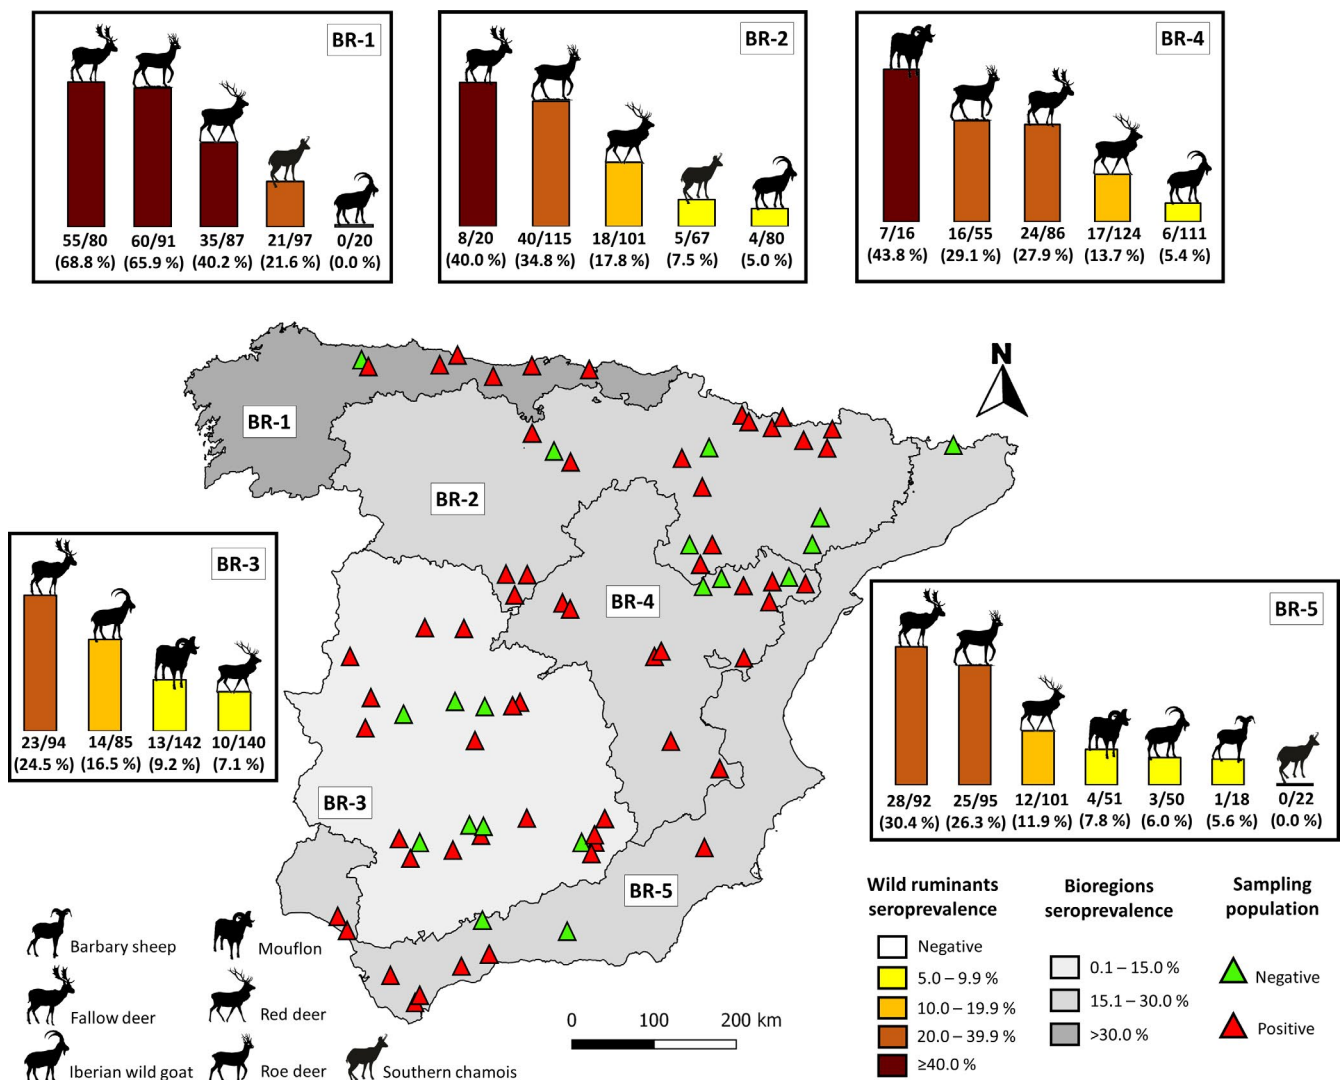 BR-1
55/80 60/91 35/87 21/97 0/20
(68.8 %) (65.9 %) (40.2 %) (21.6 %) (0.0 %)
BR-2
8/20 40/115 18/101 5/67 4/80
(40.0 %) (34.8 %) (17.8 %) (7.5 %) (5.0 %)
BR-4
7/16 16/55 24/86 17/124 6/111
(43.8 %) (29.1 %) (27.9 %) (13.7 %) (5.4 %)
N
BR-1
BR-2
BR-4
BR-3
BR-5
BR-3
23/94 14/85 13/142 10/140
(24.5 %) (16.5 %) (9.2 %) (7.1 %)
BR-5
28/92 25/95 12/101 4/51 3/50 1/18 0/22
(30.4 %) (26.3 %) (11.9 %) (7.8 %) (6.0 %) (5.6 %) (0.0 %)
Barbary sheep
Mouflon
Fallow deer
Red deer
Iberian wild goat
Roe deer
Southern chamois
0 100 200 km
Wild ruminants
seroprevalence
Negative
5.0 – 9.9 %
10.0 – 19.9 %
20.0 – 39.9 %
≥40.0 %
Bioregions
seroprevalence
0.1 – 15.0 %
15.1 – 30.0 %
>30.0 %
Sampling
population
Negative
Positive